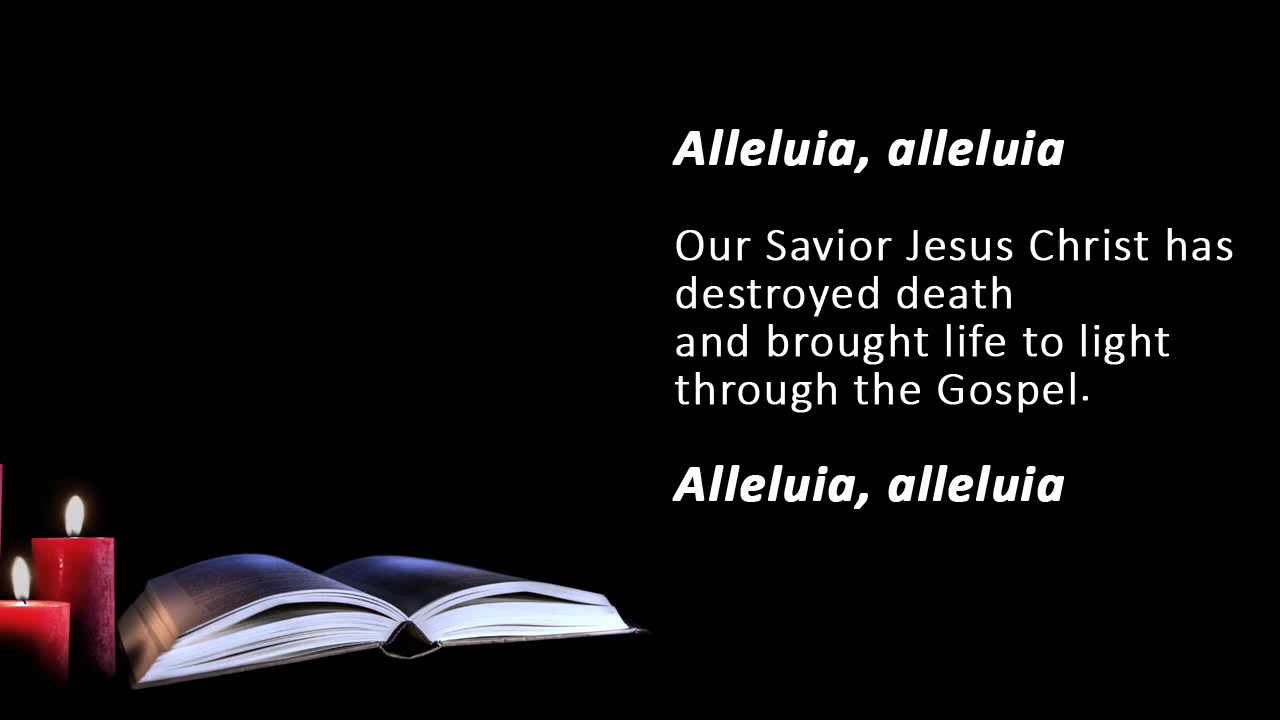 Alleluia, alleluia
Our Savior Jesus Christ has
destroyed death
and brought life to light
through the Gospel.
Alleluia, alleluia